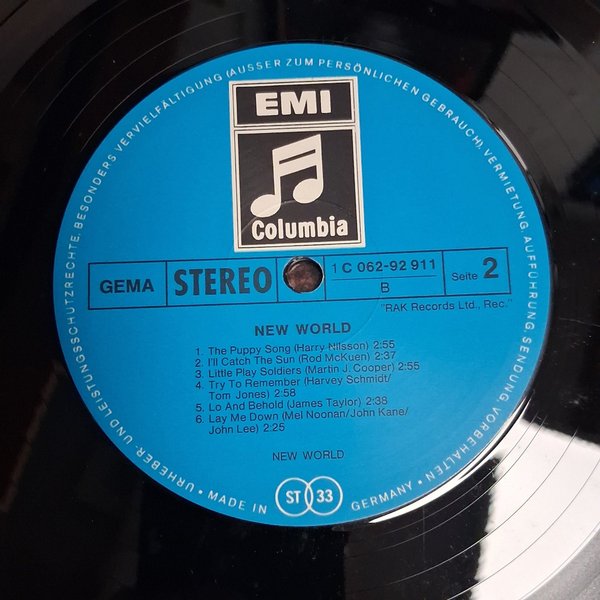 URHEBER- UND LEISTUNGSSCHUTZRECHTE, BESONDERS VERVIELFÄLTIGUNG (AUSSER ZUM PERSÖNLICHEN GEBRAUCH), VERMIETUNG, AUFFÜHRUNG, SENDUNG, VORBEHALTEN
EMI
Columbia
GEMA
STEREO
1 C 062-92 911
B
Seite 2
"RAK Records Ltd., Rec."
NEW WORLD
1. The Puppy Song (Harry Nilsson) 2:55
2. I'll Catch The Sun (Rod McKuen) 2:37
3. Little Play Soldiers (Martin J. Cooper) 2:55
4. Try To Remember (Harvey Schmidt/
Tom Jones) 2:58
5. Lo And Behold (James Taylor) 2:38
6. Lay Me Down (Mel Noonan/John Kane/
John Lee) 2:25
NEW WORLD
• MADE IN
ST 33
GERMANY •